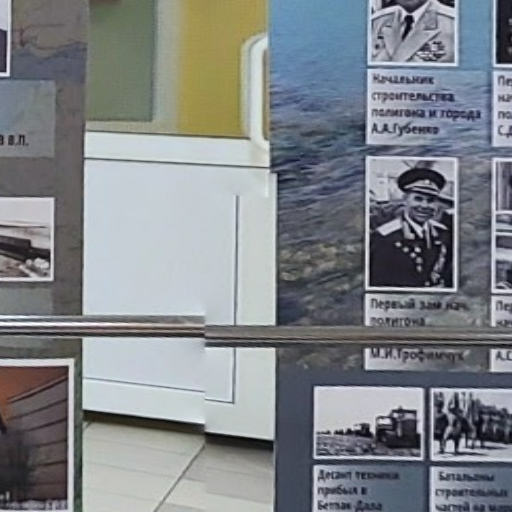 в В.П.
Начальник
строительства
полигона и города
А.А.Губенко
Первый зам.нач.
полигона
М.И.Трофимчук
Десант техники
прибыл в
Бетпак-Дала
Батальоны
строительных
частей на мар